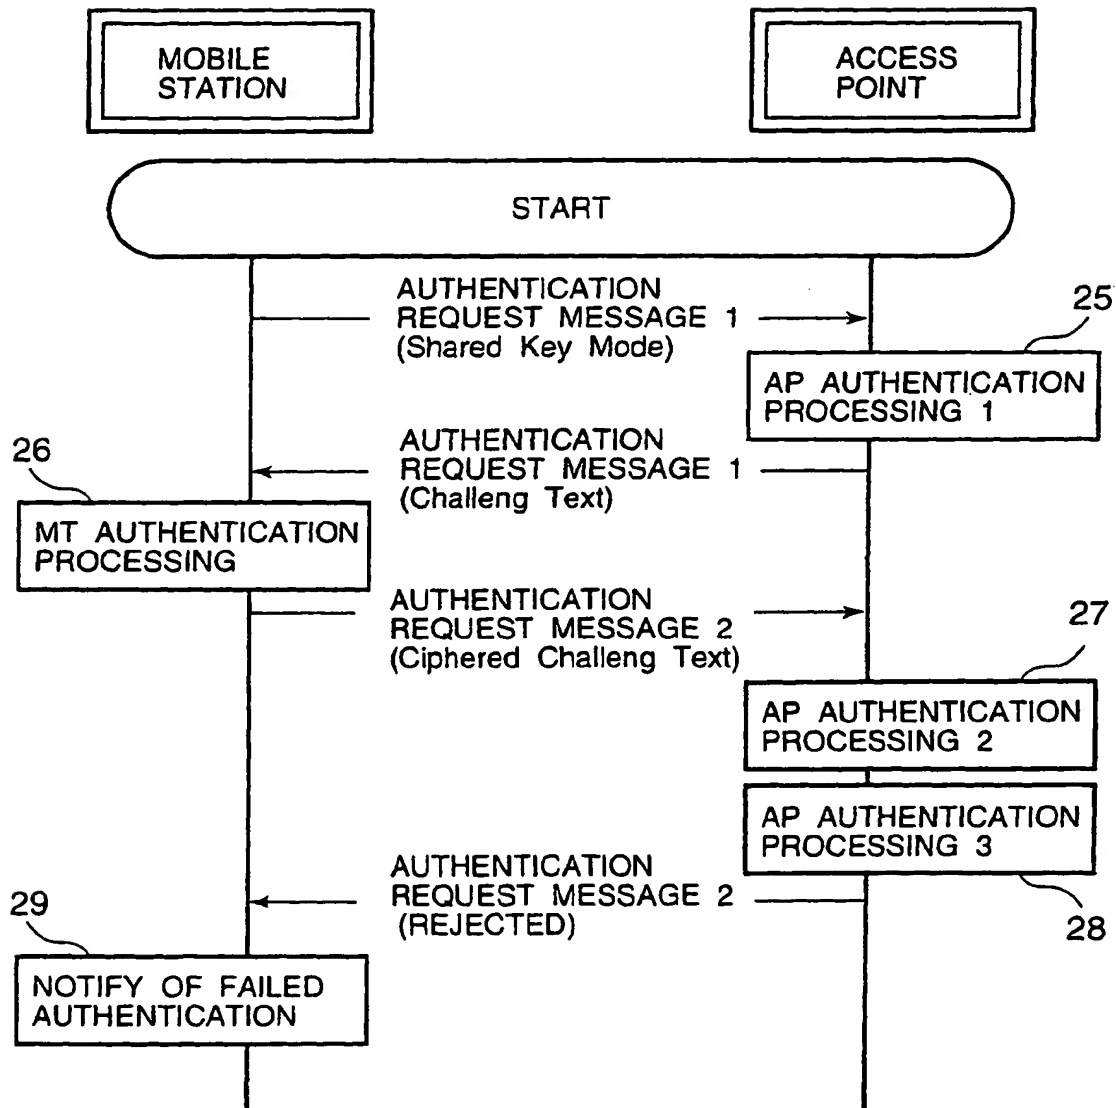 MOBILE
STATION
ACCESS
POINT
START
AUTHENTICATION
REQUEST MESSAGE 1
(Shared Key Mode)
25
AP AUTHENTICATION
PROCESSING 1
AUTHENTICATION
REQUEST MESSAGE 1
(Challeng Text)
26
MT AUTHENTICATION
PROCESSING
AUTHENTICATION
REQUEST MESSAGE 2
(Ciphered Challeng Text)
27
AP AUTHENTICATION
PROCESSING 2
AP AUTHENTICATION
PROCESSING 3
28
AUTHENTICATION
REQUEST MESSAGE 2
(REJECTED)
29
NOTIFY OF FAILED
AUTHENTICATION